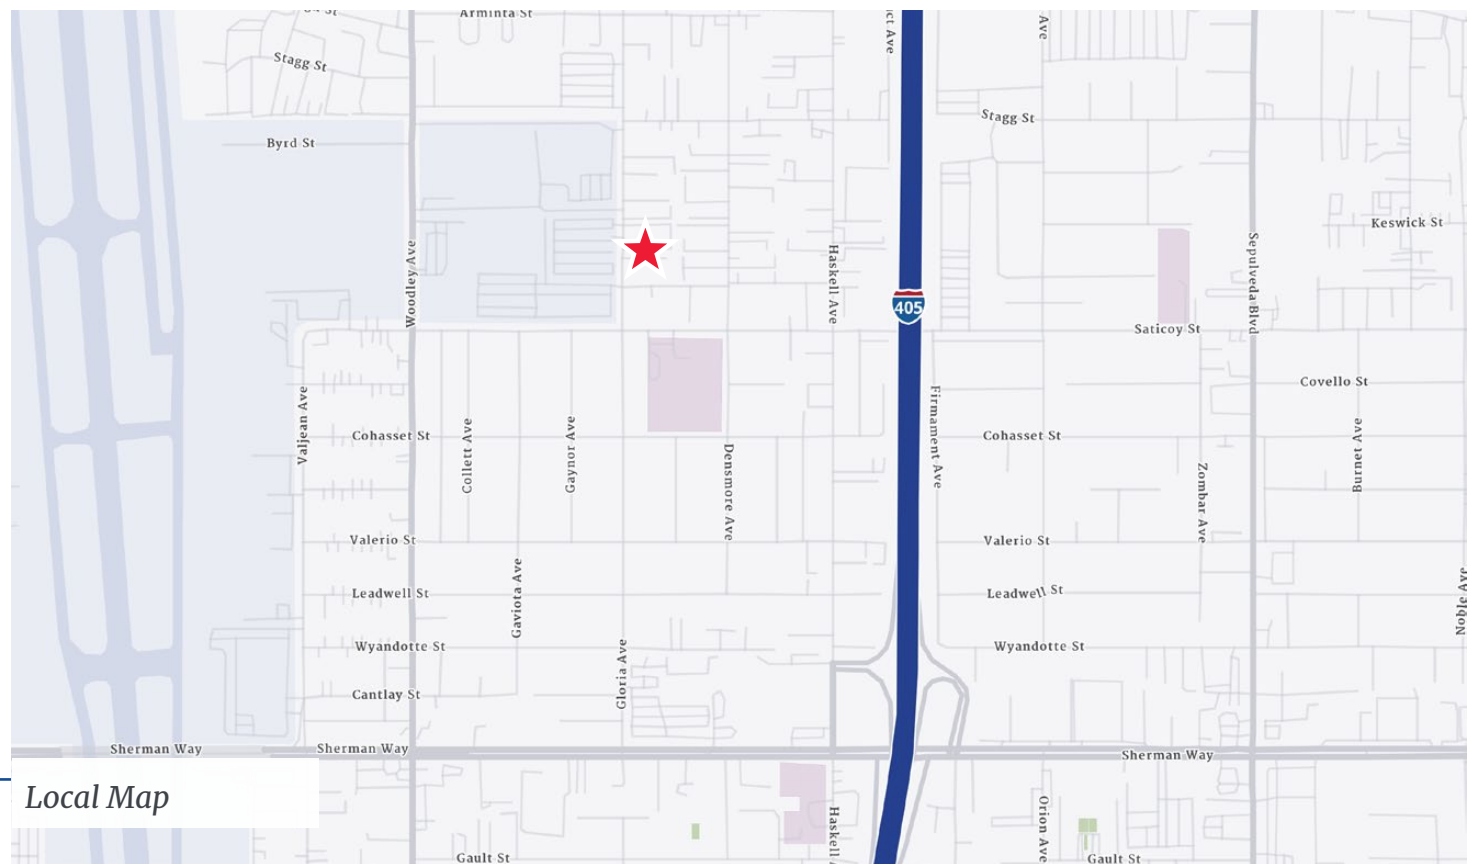 Arminta St
Stagg St
Ave
Stagg St
Byrd St
Keswick St
Woodley Ave
Haskell Ave
Sepulveda Blvd
405
Saticoy St
Covello St
Valjean Ave
Collett Ave
Gaynor Ave
Firmament Ave
Burnet Ave
Cohasset St
Cohasset St
Densmore Ave
Zombar Ave
Valerio St
Valerio St
Gaviota Ave
Leadwell St
Leadwell St
Noble Ave
Wyandotte St
Wyandotte St
Gloria Ave
Cantlay St
Sherman Way
Sherman Way
Sherman Way
Local Map
Haskell
Orion Ave
Gault St
Gault St